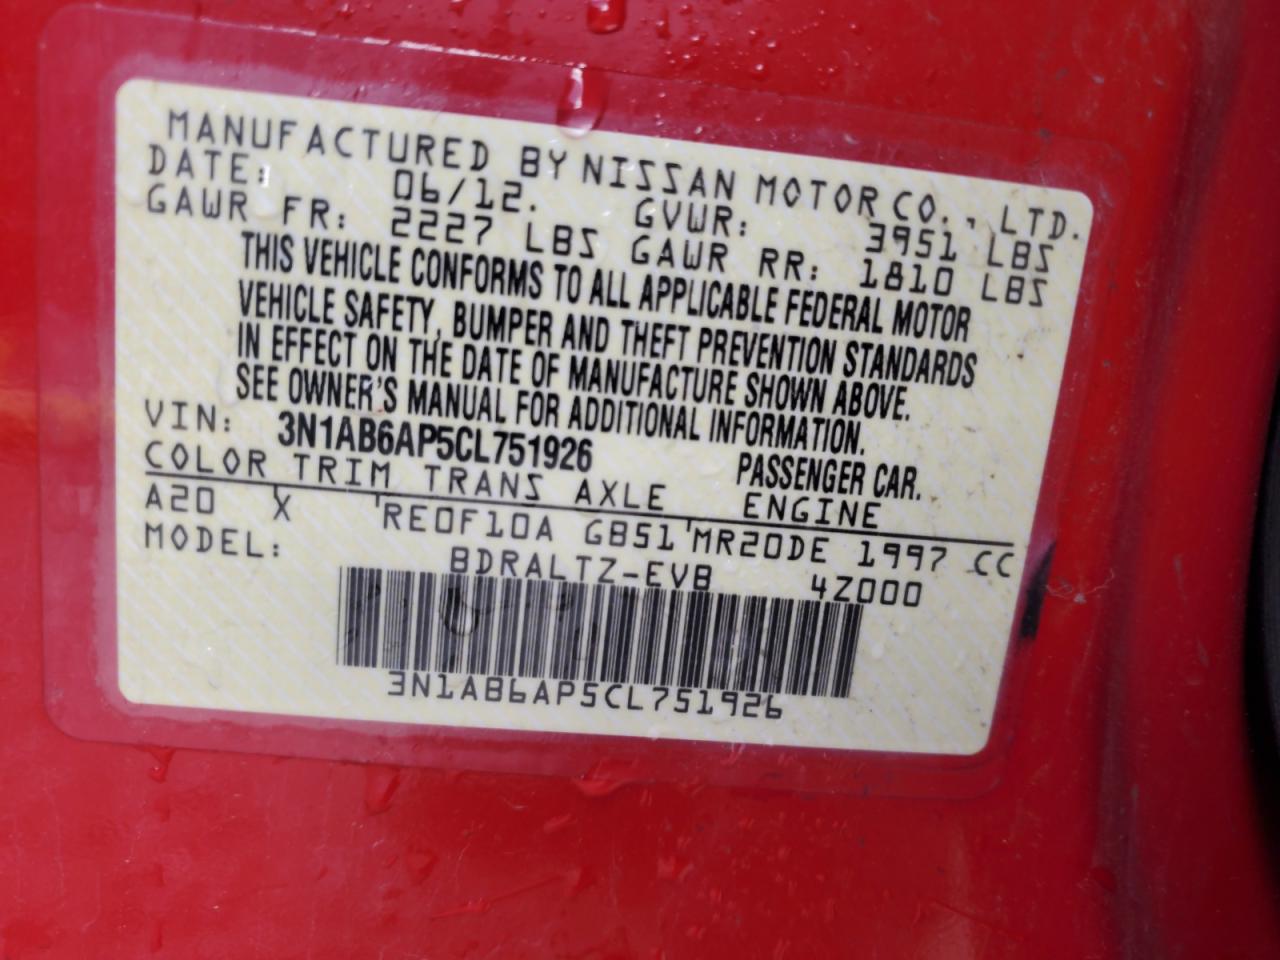 MANUFACTURED BY NISSAN MOTOR CO., LTD.
DATE: 06/12. GVWR: 3951 LBS
GAWR FR: 2227 LBS GAWR RR: 1810 LBS
THIS VEHICLE CONFORMS TO ALL APPLICABLE FEDERAL MOTOR
VEHICLE SAFETY, BUMPER AND THEFT PREVENTION STANDARDS
IN EFFECT ON THE DATE OF MANUFACTURE SHOWN ABOVE.
SEE OWNER'S MANUAL FOR ADDITIONAL INFORMATION.
VIN: 3N1AB6AP5CL751926 PASSENGER CAR.
COLOR TRIM TRANS AXLE ENGINE
A20 X RE0F10A GB51 MR20DE 1997 CC
MODEL: BDRALTZ-EVB 4Z000
3N1AB6AP5CL751926